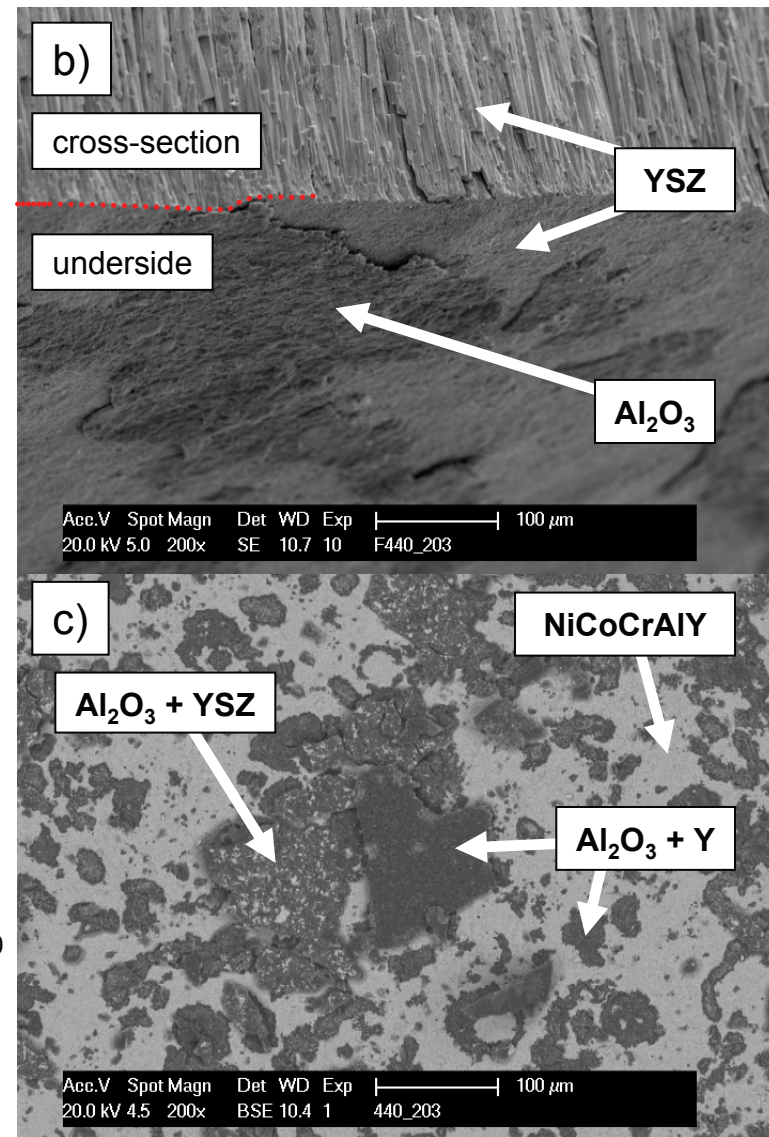 b)
cross-section
YSZ
underside
Al₂O₃
Acc.V Spot Magn Det WD Exp 100 µm
20.0 kV 5.0 200x SE 10.7 10 F440_203
c)
NiCoCrAlY
Al₂O₃ + YSZ
Al₂O₃ + Y
Acc.V Spot Magn Det WD Exp 100 µm
20.0 kV 4.5 200x BSE 10.4 1 440_203